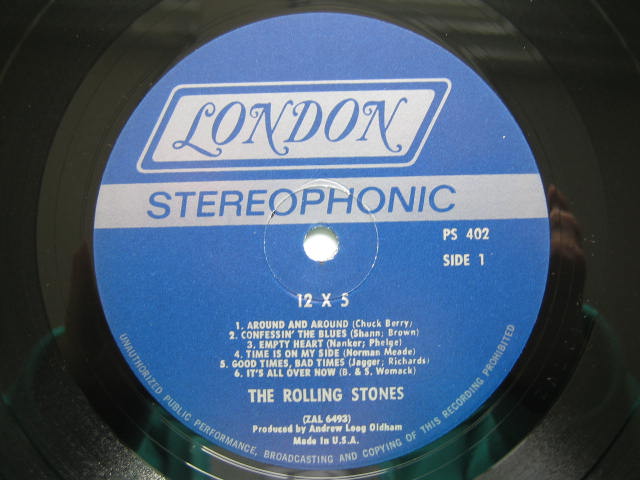 LONDON
STEREOPHONIC
PS 402
SIDE 1
12 X 5
1. AROUND AND AROUND (Chuck Berry)
2. CONFESSIN' THE BLUES (Shann; Brown)
3. EMPTY HEART (Nanker; Phelge)
4. TIME IS ON MY SIDE (Norman Meade)
5. GOOD TIMES, BAD TIMES (Jagger; Richards)
6. IT'S ALL OVER NOW (B. & S. Womack)
THE ROLLING STONES
(ZAL 6493)
Produced by Andrew Loog Oldham
Made in U.S.A.
UNAUTHORIZED PUBLIC PERFORMANCE, BROADCASTING AND COPYING OF THIS RECORDING PROHIBITED